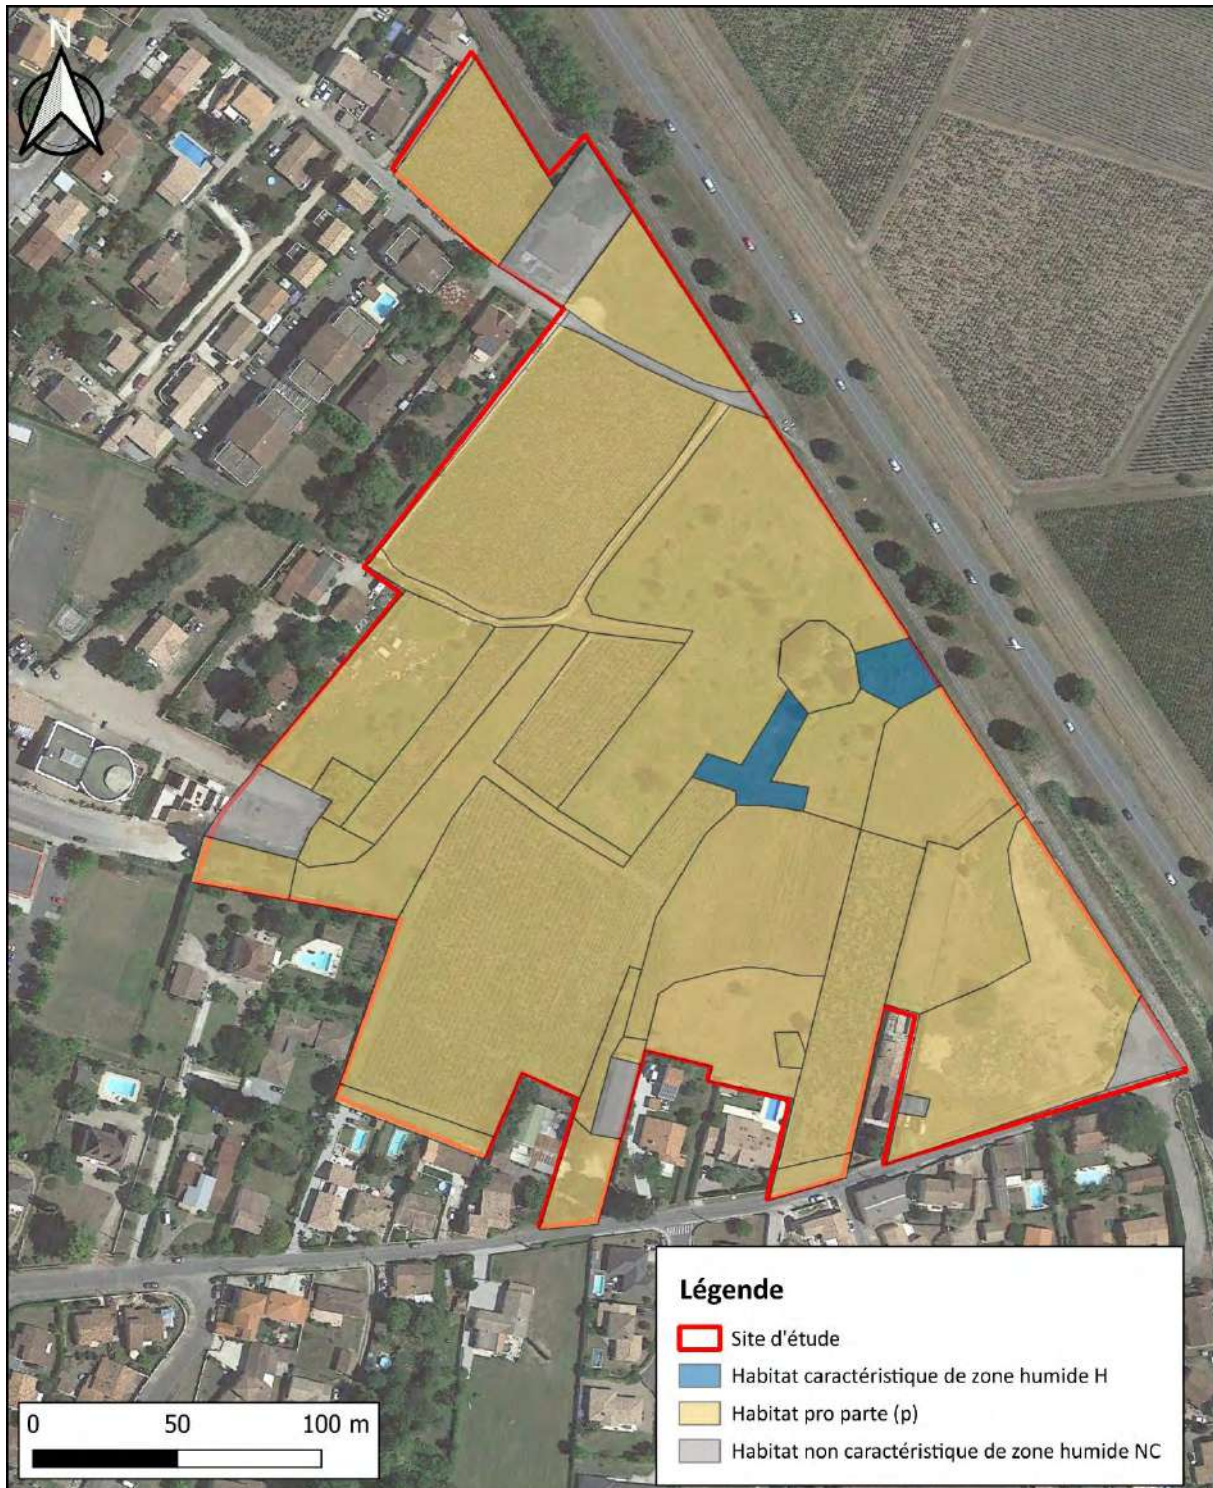 N
Légende
Site d'étude
Habitat caractéristique de zone humide H
Habitat pro parte (p)
Habitat non caractéristique de zone humide NC
0 50 100 m